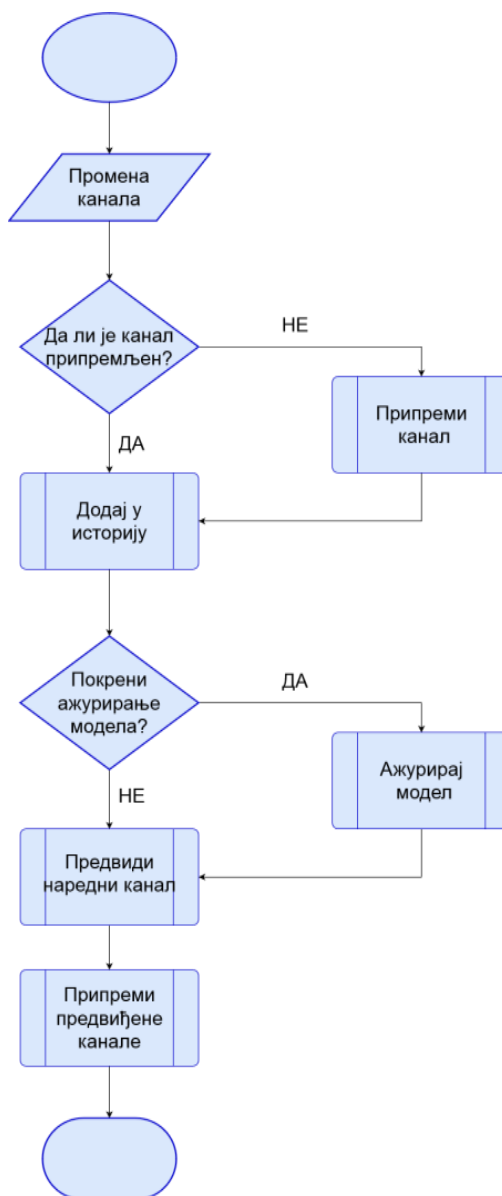 Промена
канала
Да ли је канал
припремљен?
НЕ
Припреми
канал
ДА
Додај у
историју
Покрени
ажурирање
модела?
ДА
Ажурирај
модел
НЕ
Предвиди
наредни канал
Припреми
предвиђене
канале